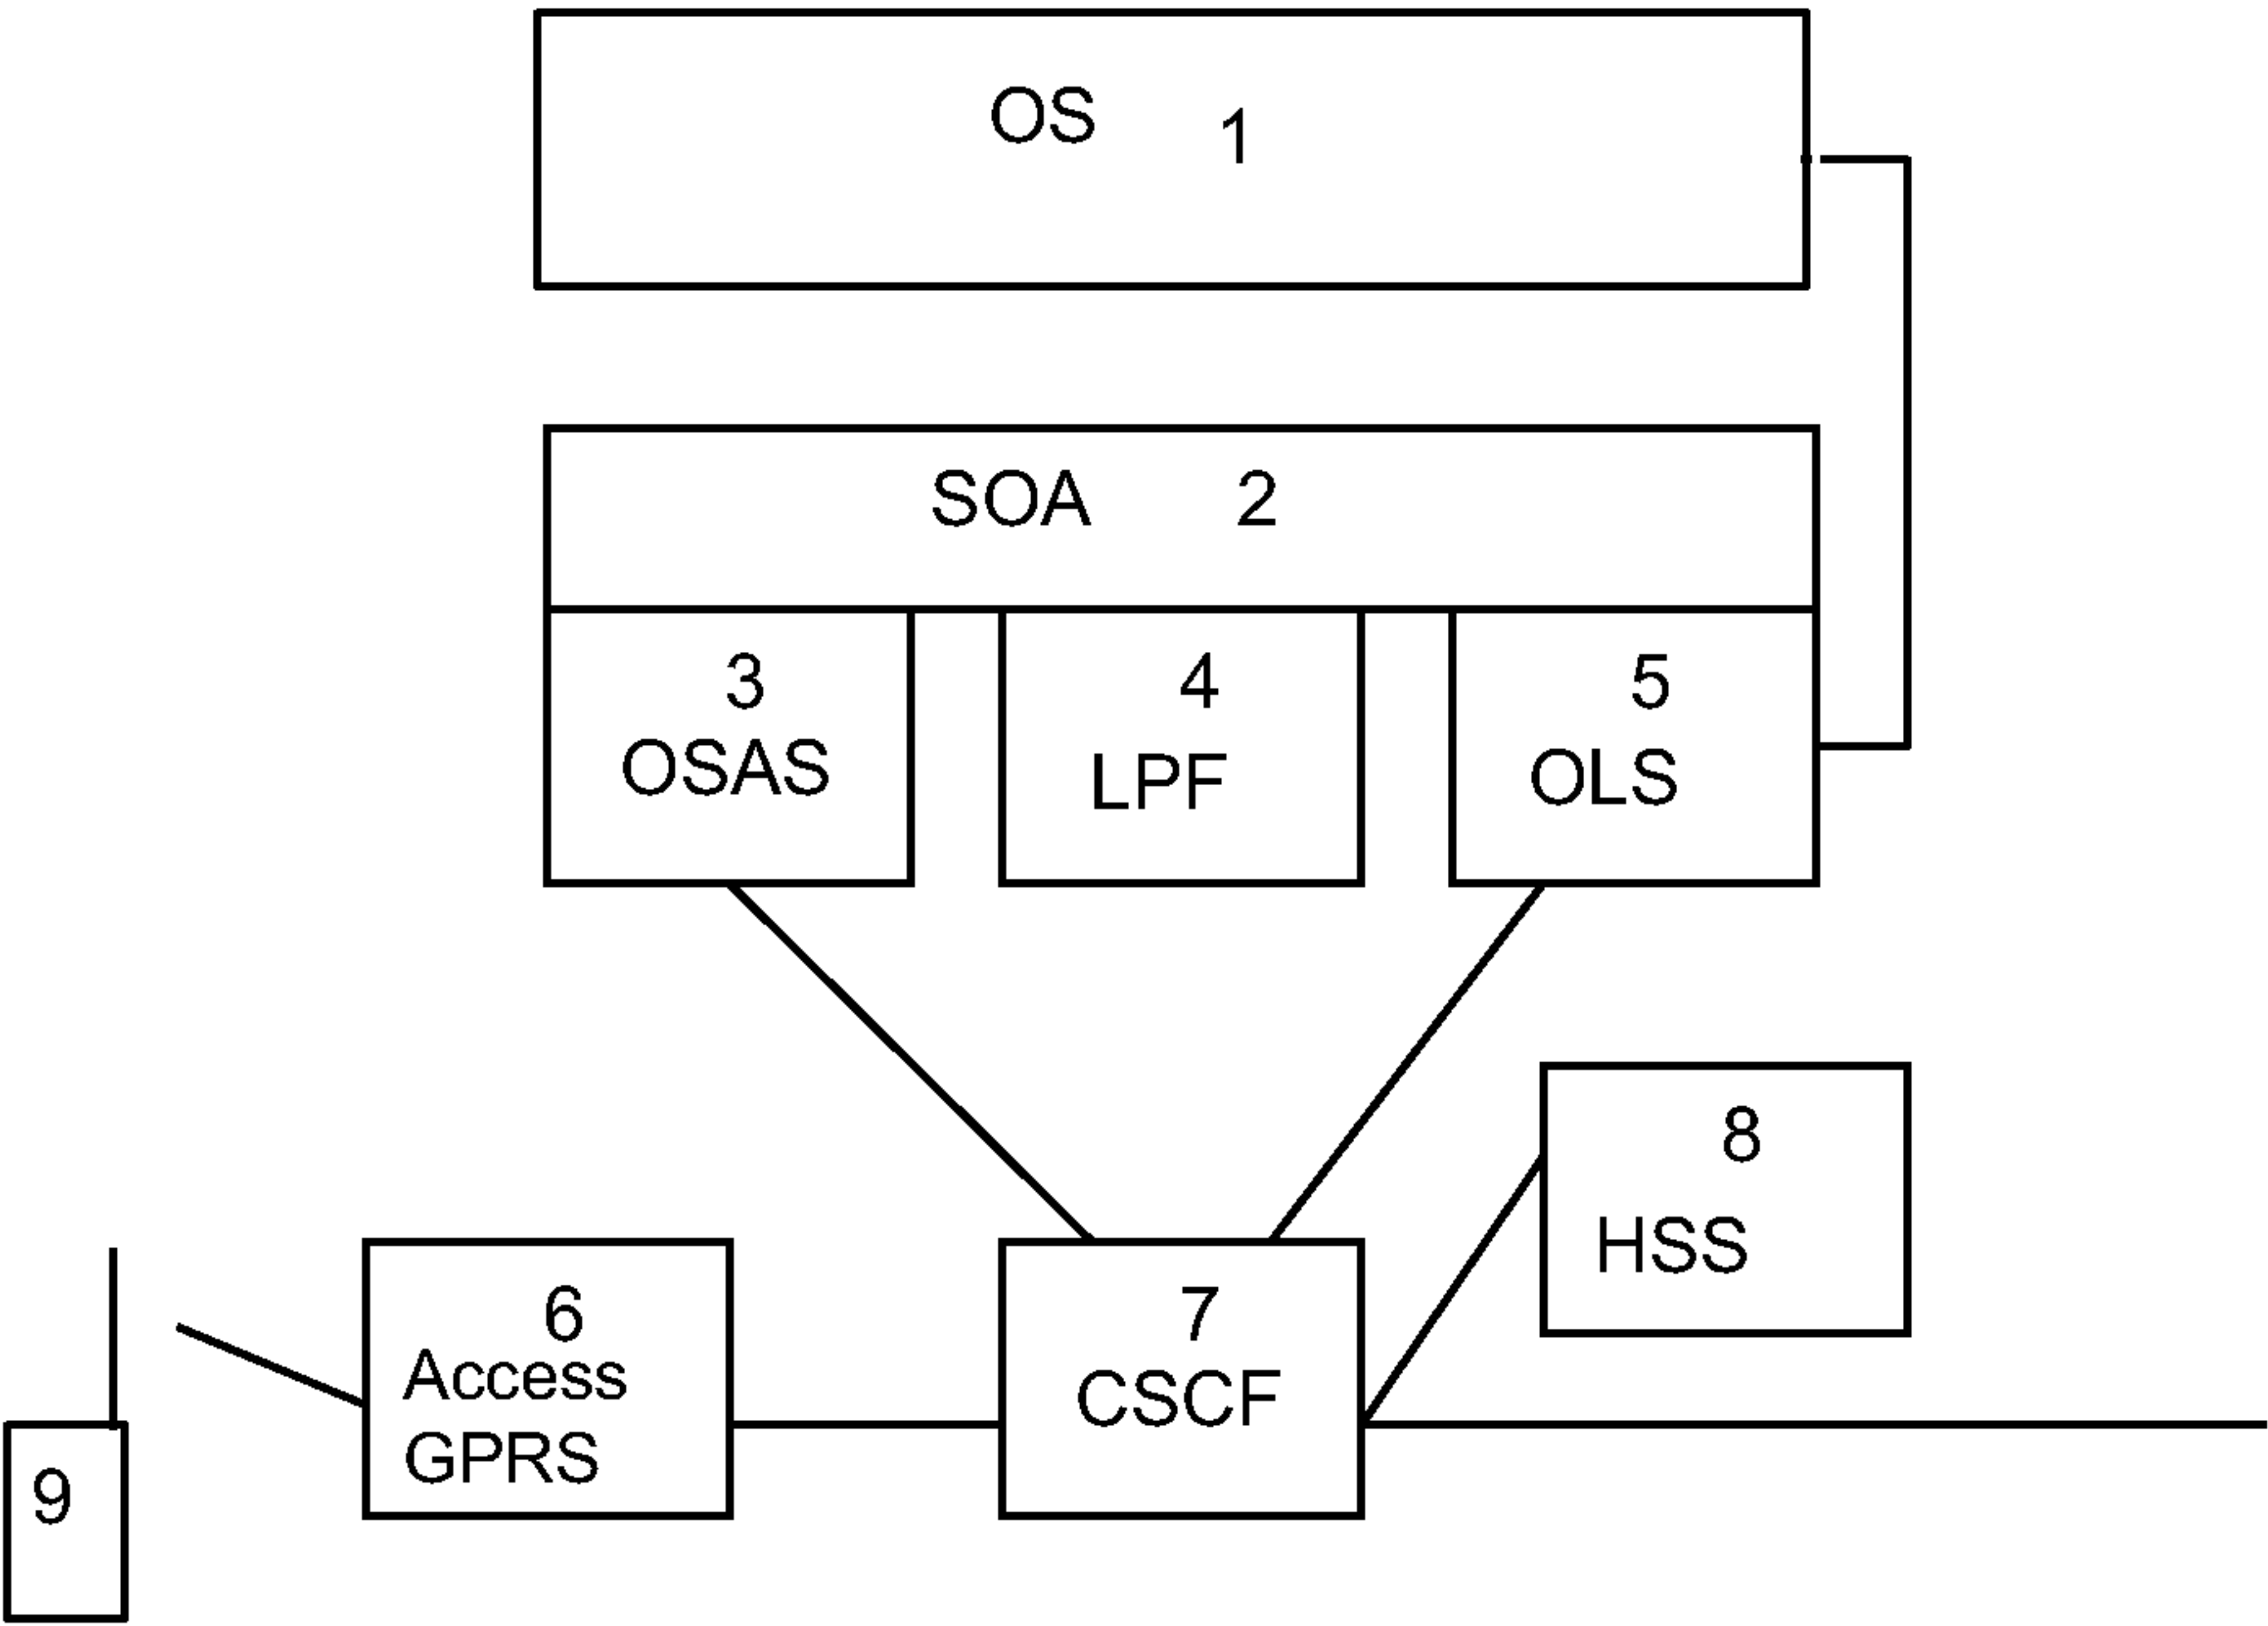 OS 1
SOA 2
3
OSAS
4
LPF
5
OLS
8
HSS
6
Access
GPRS
7
CSCF
9